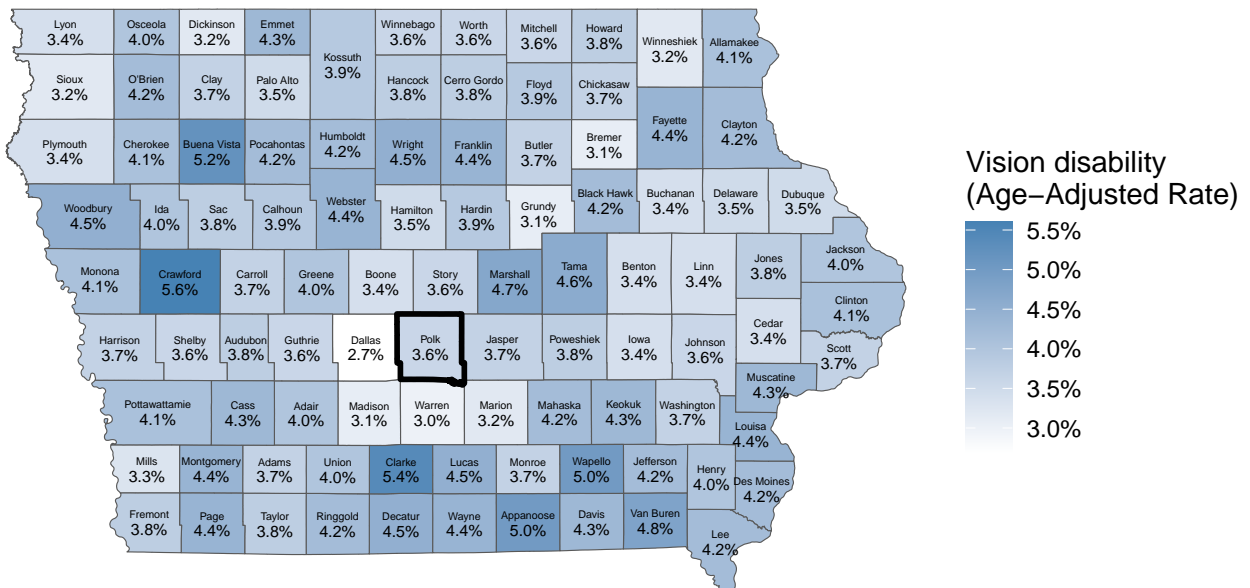 Lyon
3.4%
Osceola
4.0%
Dickinson
3.2%
Emmet
4.3%
Kossuth
3.9%
Winnebago
3.6%
Worth
3.6%
Mitchell
3.6%
Howard
3.8%
Winneshiek
3.2%
Allamakee
4.1%
Sioux
3.2%
O'Brien
4.2%
Clay
3.7%
Palo Alto
3.5%
Hancock
3.8%
Cerro Gordo
3.8%
Floyd
3.9%
Chickasaw
3.7%
Fayette
4.4%
Clayton
4.2%
Plymouth
3.4%
Cherokee
4.1%
Buena Vista
5.2%
Pocahontas
4.2%
Humboldt
4.2%
Wright
4.5%
Franklin
4.4%
Butler
3.7%
Bremer
3.1%
Woodbury
4.5%
Ida
4.0%
Sac
3.8%
Calhoun
3.9%
Webster
4.4%
Hamilton
3.5%
Hardin
3.9%
Grundy
3.1%
Black Hawk
4.2%
Buchanan
3.4%
Delaware
3.5%
Dubuque
3.5%
Monona
4.1%
Crawford
5.6%
Carroll
3.7%
Greene
4.0%
Boone
3.4%
Story
3.6%
Marshall
4.7%
Tama
4.6%
Benton
3.4%
Linn
3.4%
Jones
3.8%
Jackson
4.0%
Clinton
4.1%
Harrison
3.7%
Shelby
3.6%
Audubon
3.8%
Guthrie
3.6%
Dallas
2.7%
Polk
3.6%
Jasper
3.7%
Poweshiek
3.8%
Iowa
3.4%
Johnson
3.6%
Cedar
3.4%
Scott
3.7%
Muscatine
4.3%
Pottawattamie
4.1%
Cass
4.3%
Adair
4.0%
Madison
3.1%
Warren
3.0%
Marion
3.2%
Mahaska
4.2%
Keokuk
4.3%
Washington
3.7%
Louisa
4.4%
Mills
3.3%
Montgomery
4.4%
Adams
3.7%
Union
4.0%
Clarke
5.4%
Lucas
4.5%
Monroe
3.7%
Wapello
5.0%
Jefferson
4.2%
Henry
4.0%
Des Moines
4.2%
Fremont
3.8%
Page
4.4%
Taylor
3.8%
Ringgold
4.2%
Decatur
4.5%
Wayne
4.4%
Appanoose
5.0%
Davis
4.3%
Van Buren
4.8%
Lee
4.2%
Vision disability
(Age−Adjusted Rate)
5.5%
5.0%
4.5%
4.0%
3.5%
3.0%